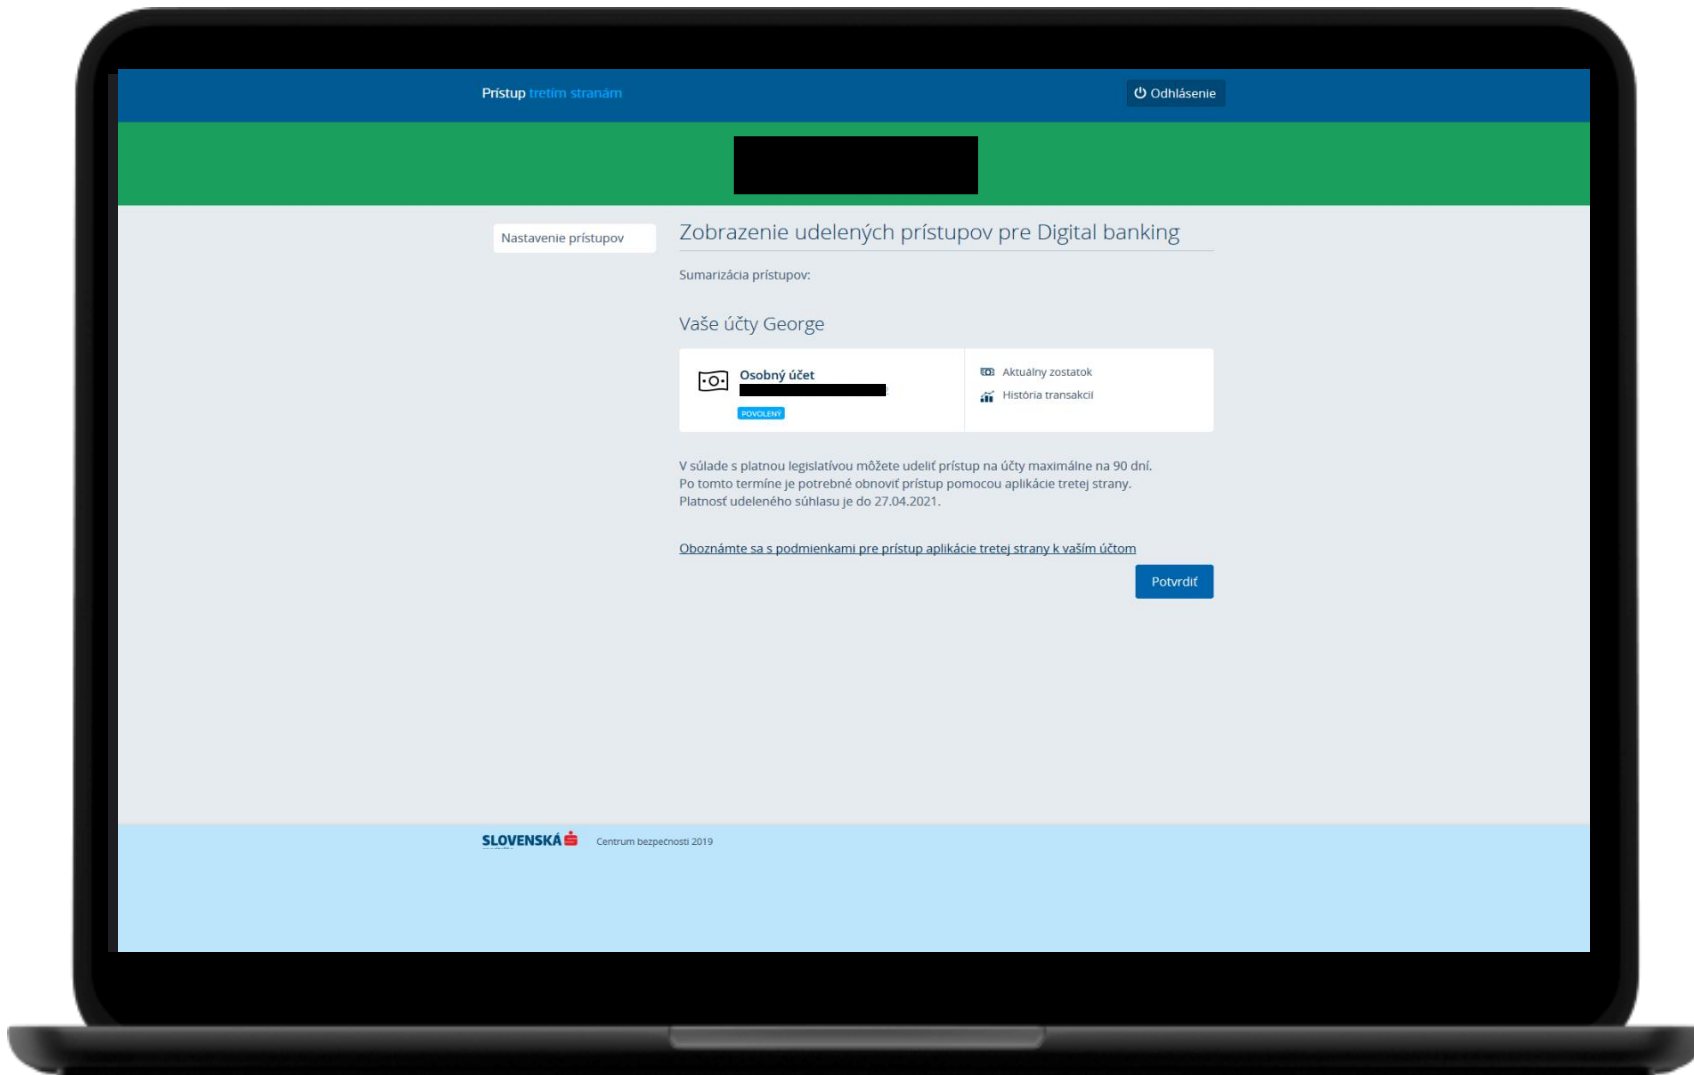 Prístup tretím stranám
Odhlásenie
Nastavenie prístupov
Zobrazenie udelených prístupov pre Digital banking
Sumarizácia prístupov:
Vaše účty George
Osobný účet
POVOLENÝ
Aktuálny zostatok
História transakcií
V súlade s platnou legislatívou môžete udeliť prístup na účty maximálne na 90 dní.
Po tomto termíne je potrebné obnoviť prístup pomocou aplikácie tretej strany.
Platnosť udeleného súhlasu je do 27.04.2021.
Oboznámte sa s podmienkami pre prístup aplikácie tretej strany k vaším účtom
Potvrdiť
SLOVENSKÁ
Centrum bezpečnosti 2019